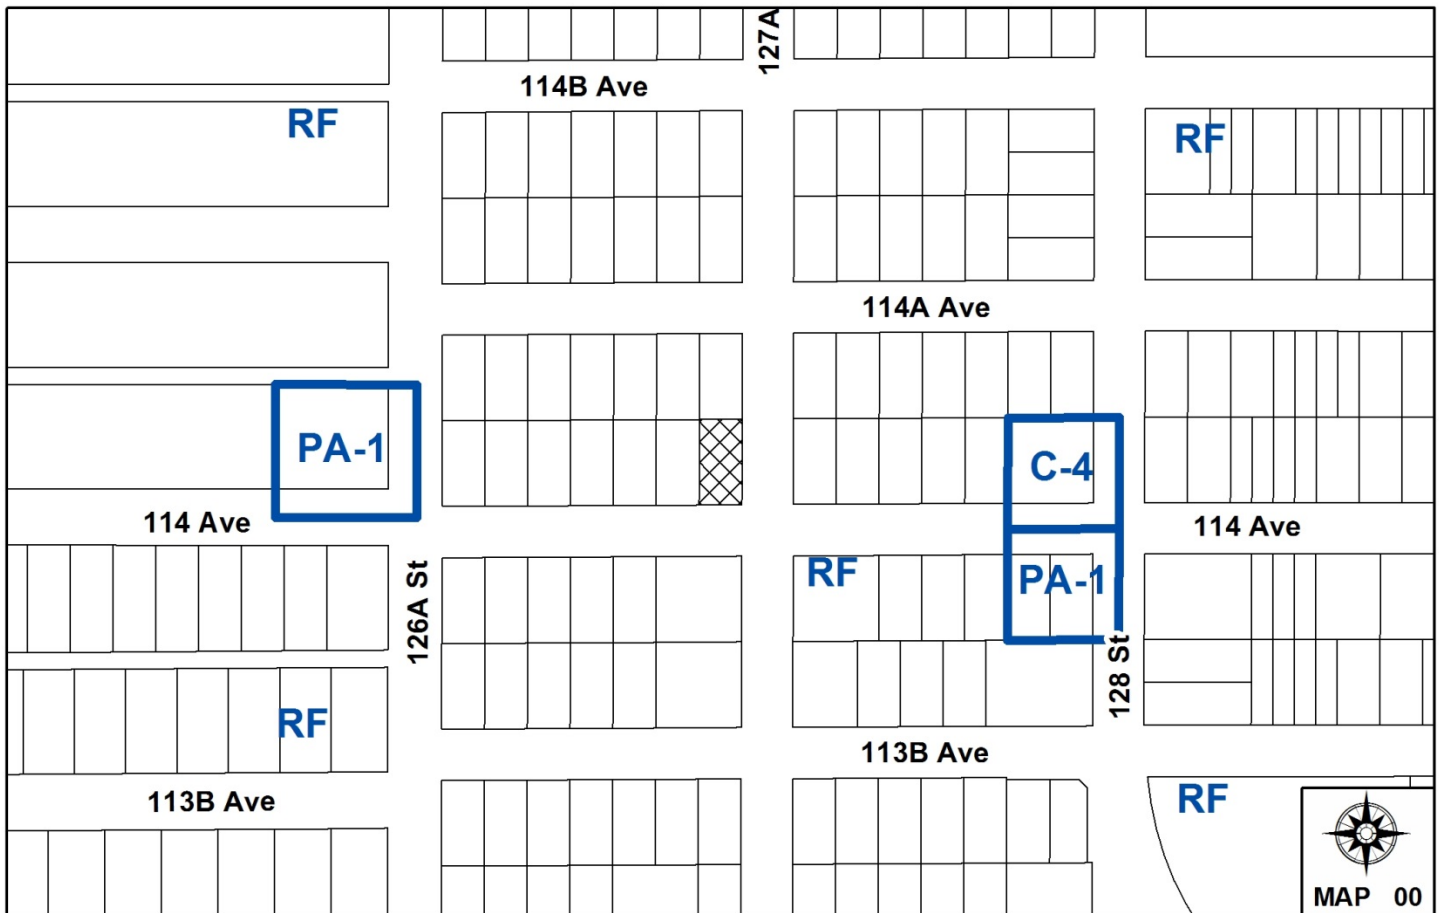 127A
114B Ave
RF
RF
114A Ave
PA-1
C-4
114 Ave
114 Ave
RF
PA-1
126A St
128 St
RF
113B Ave
113B Ave
RF
MAP 00